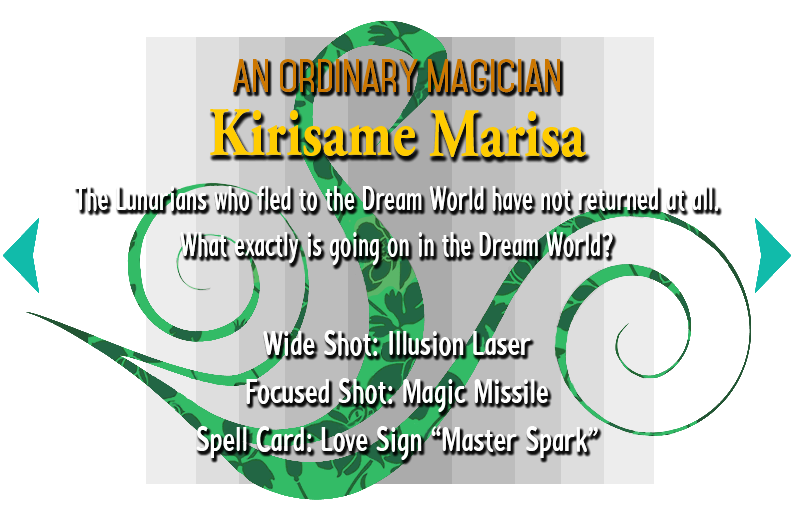 AN ORDINARY MAGICIAN
Kirisame Marisa
The Lunarians who fled to the Dream World have not returned at all.
What exactly is going on in the Dream World?
Wide Shot: Illusion Laser
Focused Shot: Magic Missile
Spell Card: Love Sign “Master Spark”